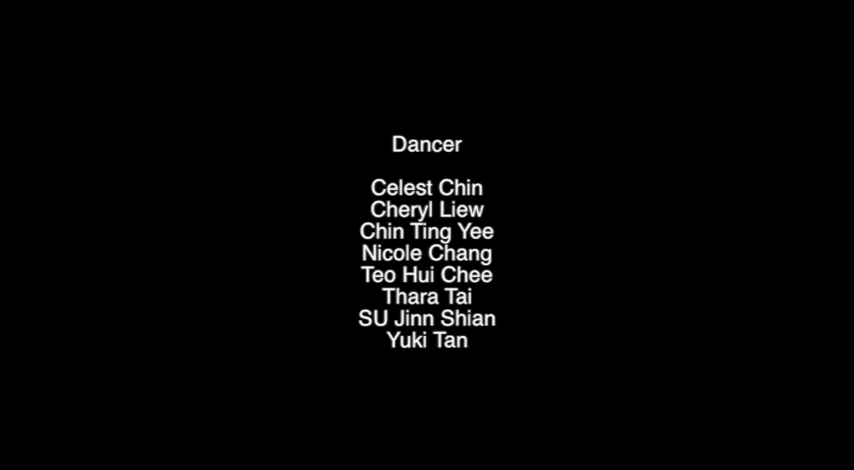 Dancer
Celest Chin
Cheryl Liew
Chin Ting Yee
Nicole Chang
Teo Hui Chee
Thara Tai
SU Jinn Shian
Yuki Tan